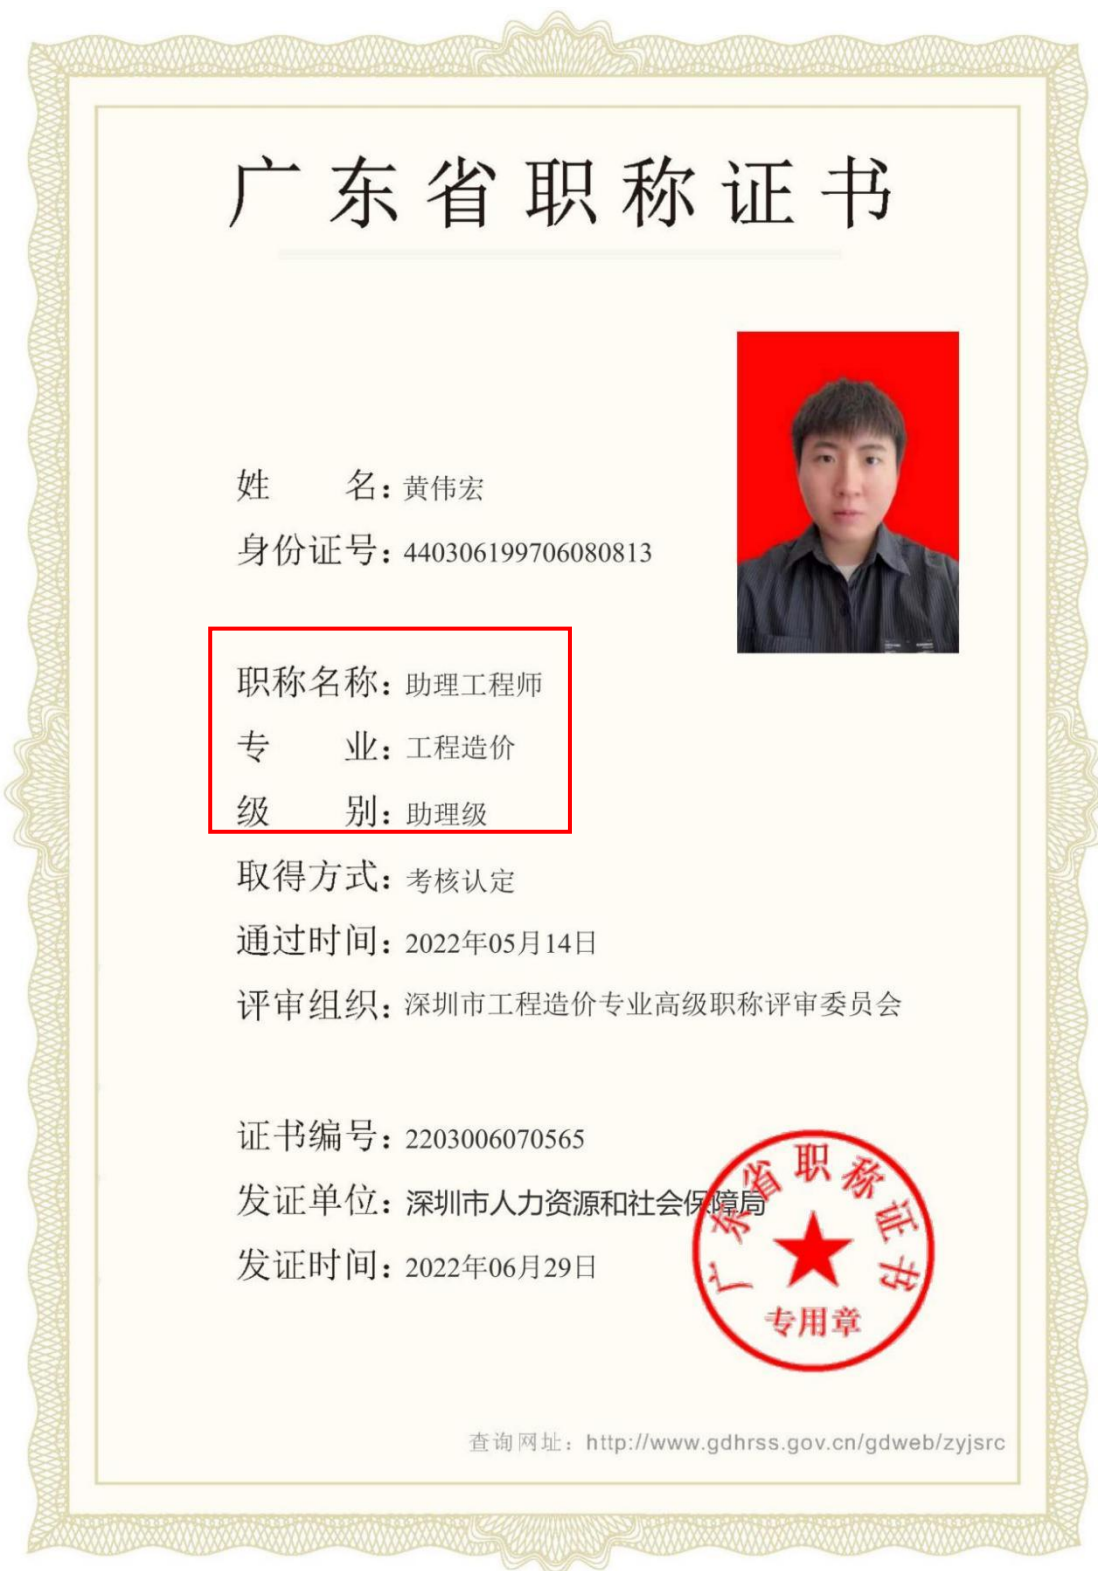 广东省职称证书
姓 名：黄伟宏
身份证号：440306199706080813
职称名称：助理工程师
专 业：工程造价
级 别：助理级
取得方式：考核认定
通过时间：2022年05月14日
评审组织：深圳市工程造价专业高级职称评审委员会
证书编号：2203006070565
发证单位：深圳市人力资源和社会保障局
发证时间：2022年06月29日
广东省职称证书
专用章
查询网址：http://www.gdhrss.gov.cn/gdweb/zyjsrc